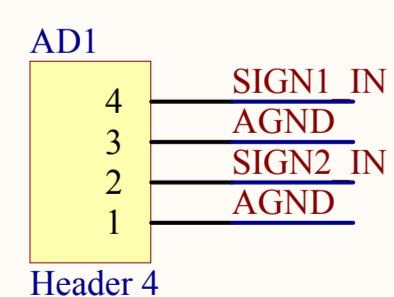 AD1
4 SIGN1_IN
3 AGND
2 SIGN2_IN
1 AGND
Header 4